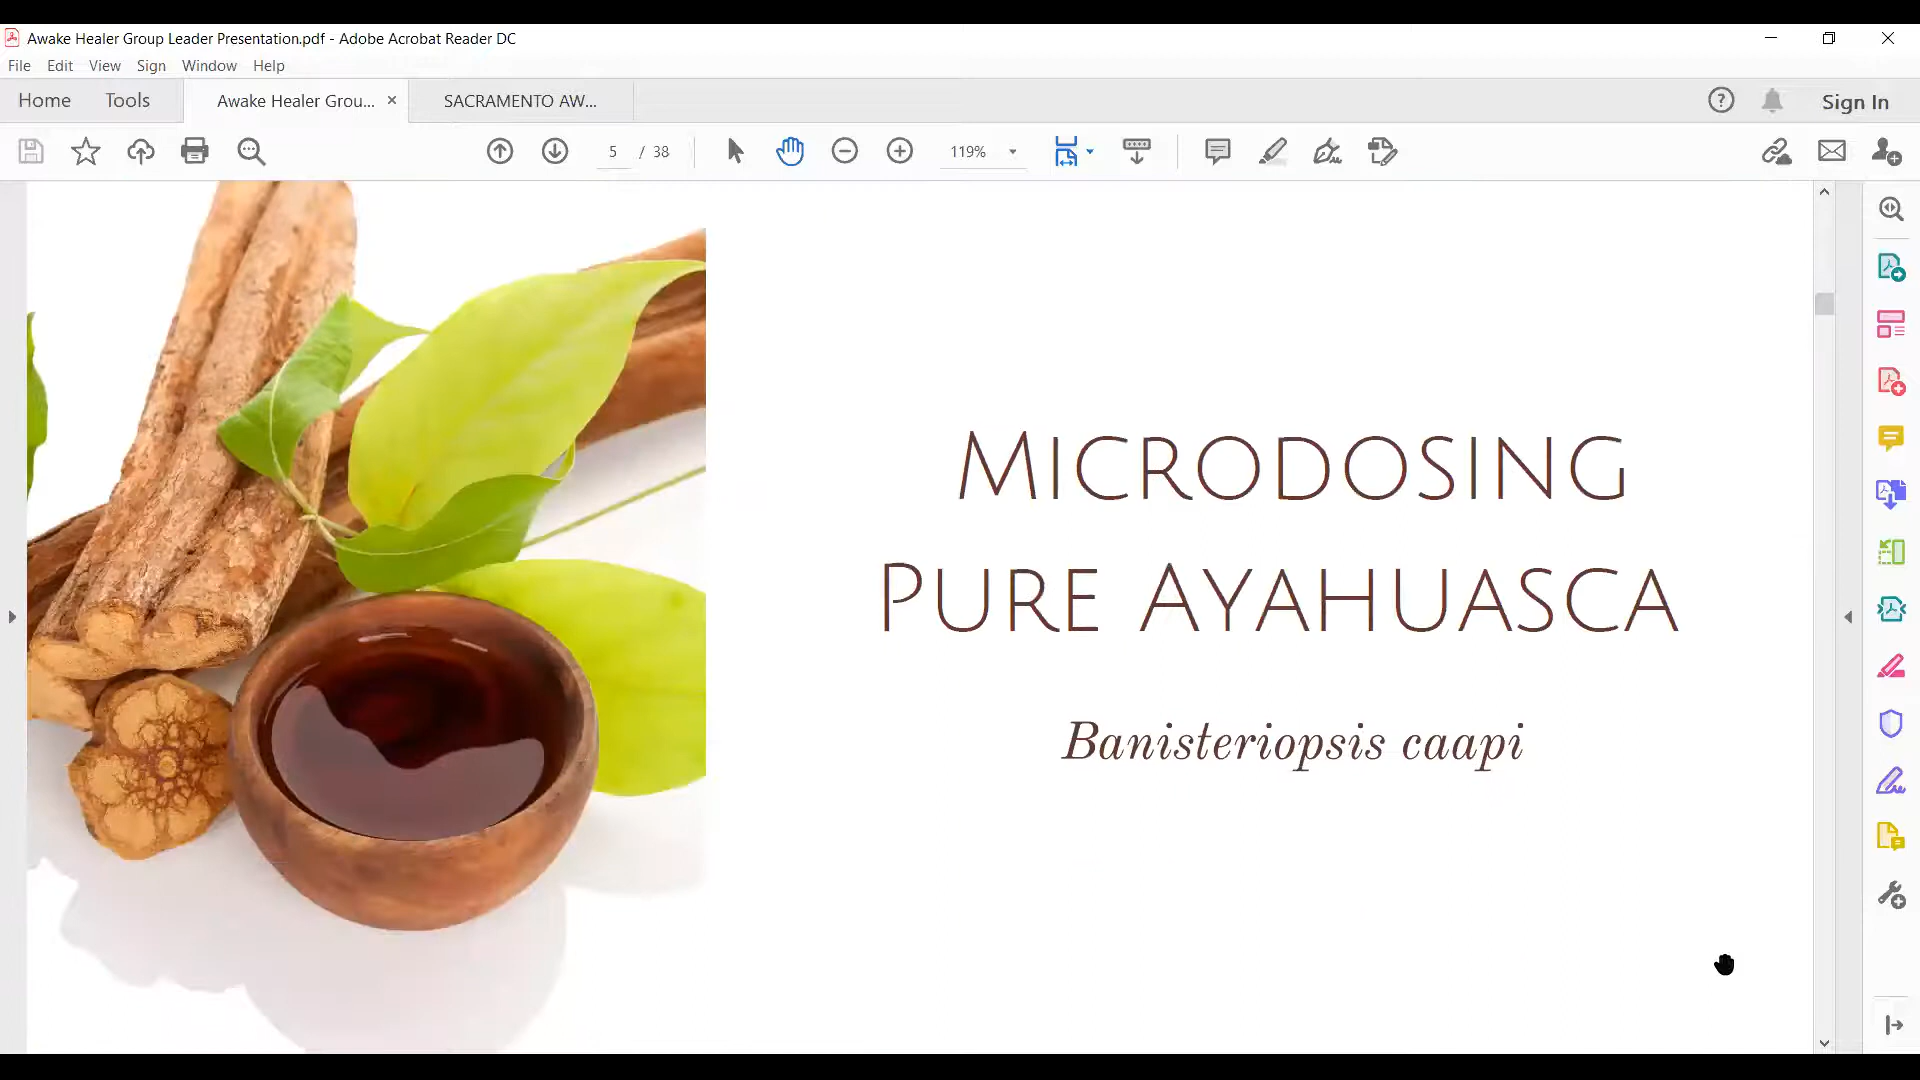 Awake Healer Group Leader Presentation.pdf - Adobe Acrobat Reader DC
File Edit View Sign Window Help
Home Tools Awake Healer Grou... × SACRAMENTO AW... Sign In
5 / 38 119%
MICRODOSING
PURE AYAHUASCA
Banisteriopsis caapi